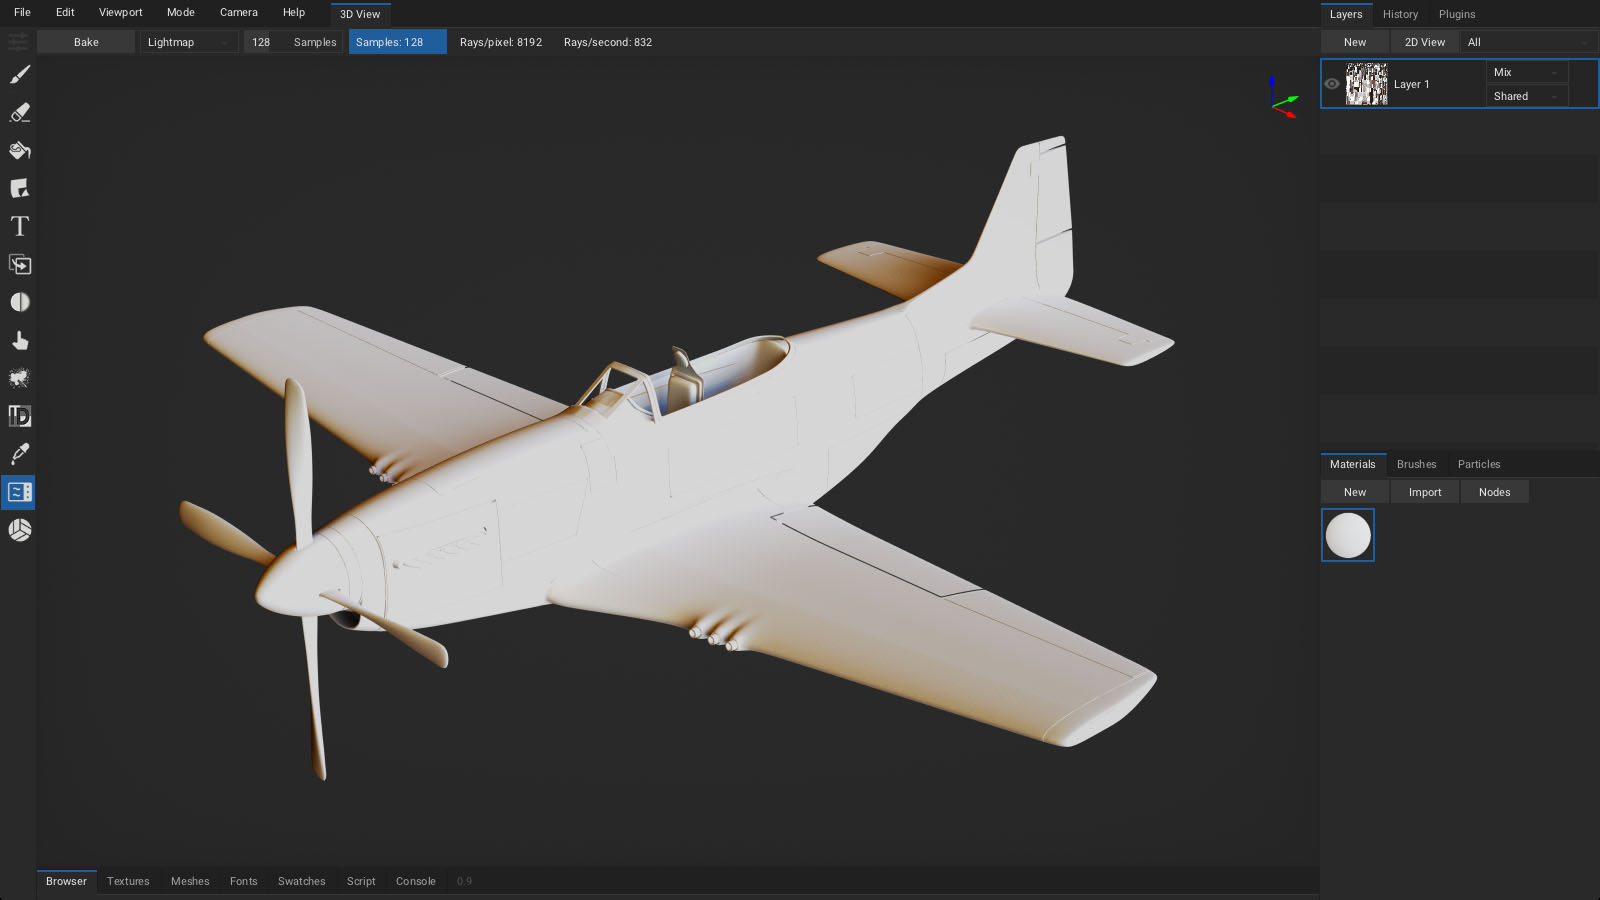 File Edit Viewport Mode Camera Help 3D View
Layers History Plugins
Bake Lightmap 128 Samples Samples: 128 Rays/pixel: 8192 Rays/second: 832
New 2D View All
Layer 1
Mix
Shared
T
ID
Materials Brushes Particles
New Import Nodes
Browser Textures Meshes Fonts Swatches Script Console 0.9